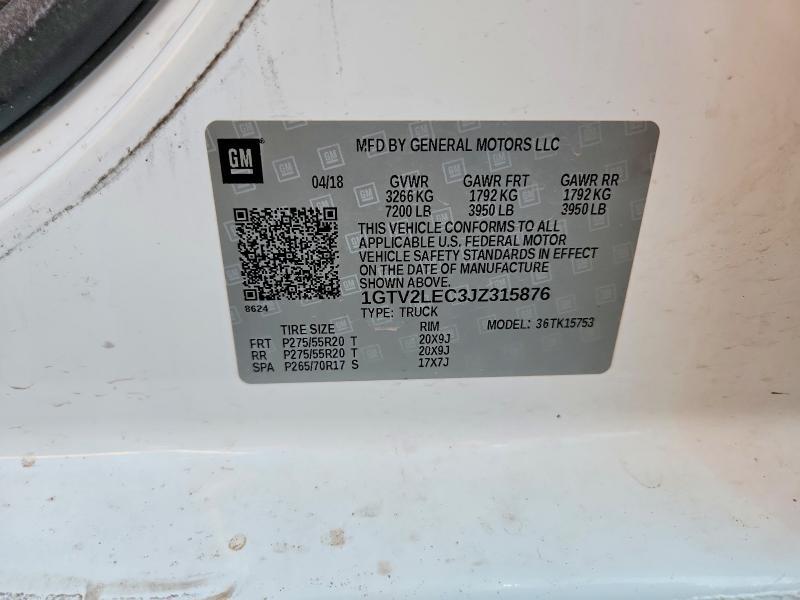 GM
MFD BY GENERAL MOTORS LLC
04/18 GVWR GAWR FRT GAWR RR
3266 KG 1792 KG 1792 KG
7200 LB 3950 LB 3950 LB
THIS VEHICLE CONFORMS TO ALL
APPLICABLE U.S. FEDERAL MOTOR
VEHICLE SAFETY STANDARDS IN EFFECT
ON THE DATE OF MANUFACTURE
SHOWN ABOVE.
8624
1GTV2LEC3JZ315876
TYPE: TRUCK
TIRE SIZE RIM MODEL: 36TK15753
FRT P275/55R20 T 20X9J
RR P275/55R20 T 20X9J
SPA P265/70R17 S 17X7J